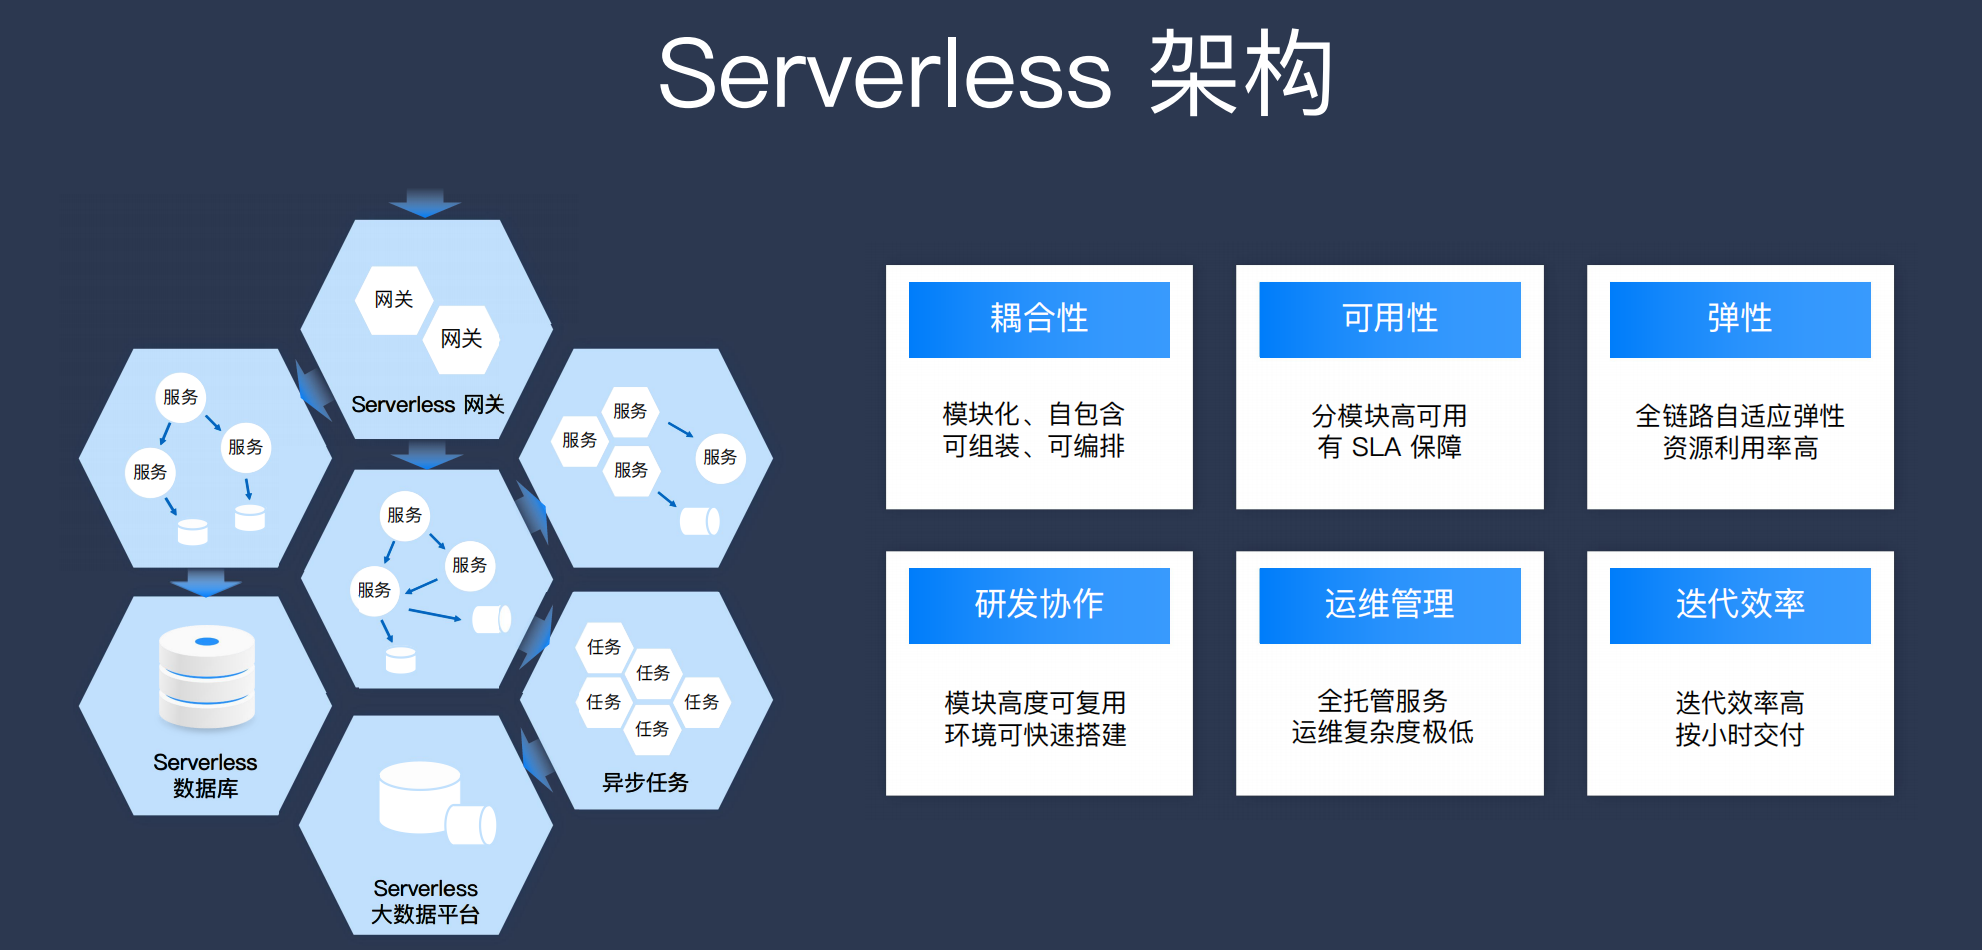 Serverless 架构
网关
网关
Serverless 网关
服务
服务
服务
服务
服务
服务
服务
服务
服务
服务
Serverless
数据库
任务
任务
任务
任务
任务
异步任务
Serverless
大数据平台
耦合性
模块化、自包含
可组装、可编排
可用性
分模块高可用
有 SLA 保障
弹性
全链路自适应弹性
资源利用率高
研发协作
模块高度可复用
环境可快速搭建
运维管理
全托管服务
运维复杂度极低
迭代效率
迭代效率高
按小时交付